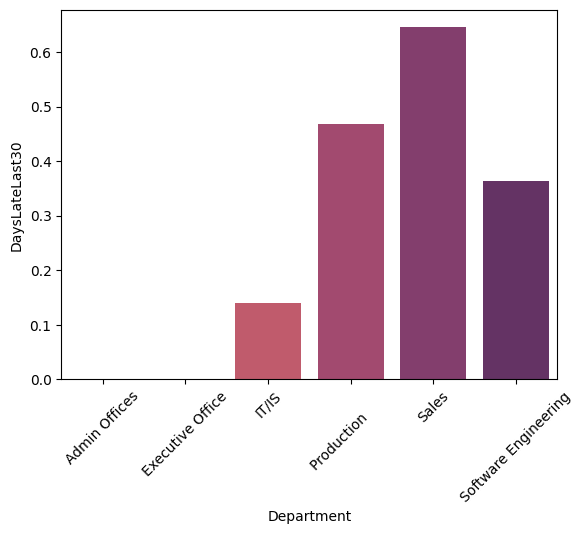 0.6
0.5
0.4
0.3
0.2
0.1
0.0
DaysLateLast30
Admin Offices
Executive Office
IT/IS
Production
Sales
Software Engineering
Department